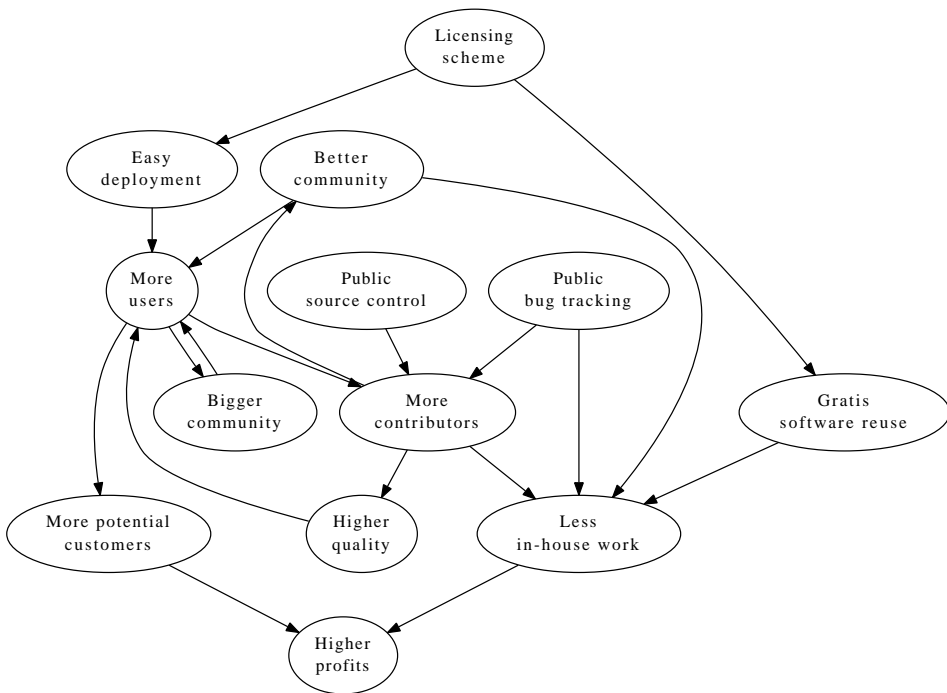 Licensing
scheme
Easy
deployment
Better
community
More
users
Public
source control
Public
bug tracking
Bigger
community
More
contributors
Gratis
software reuse
More potential
customers
Higher
quality
Less
in-house work
Higher
profits